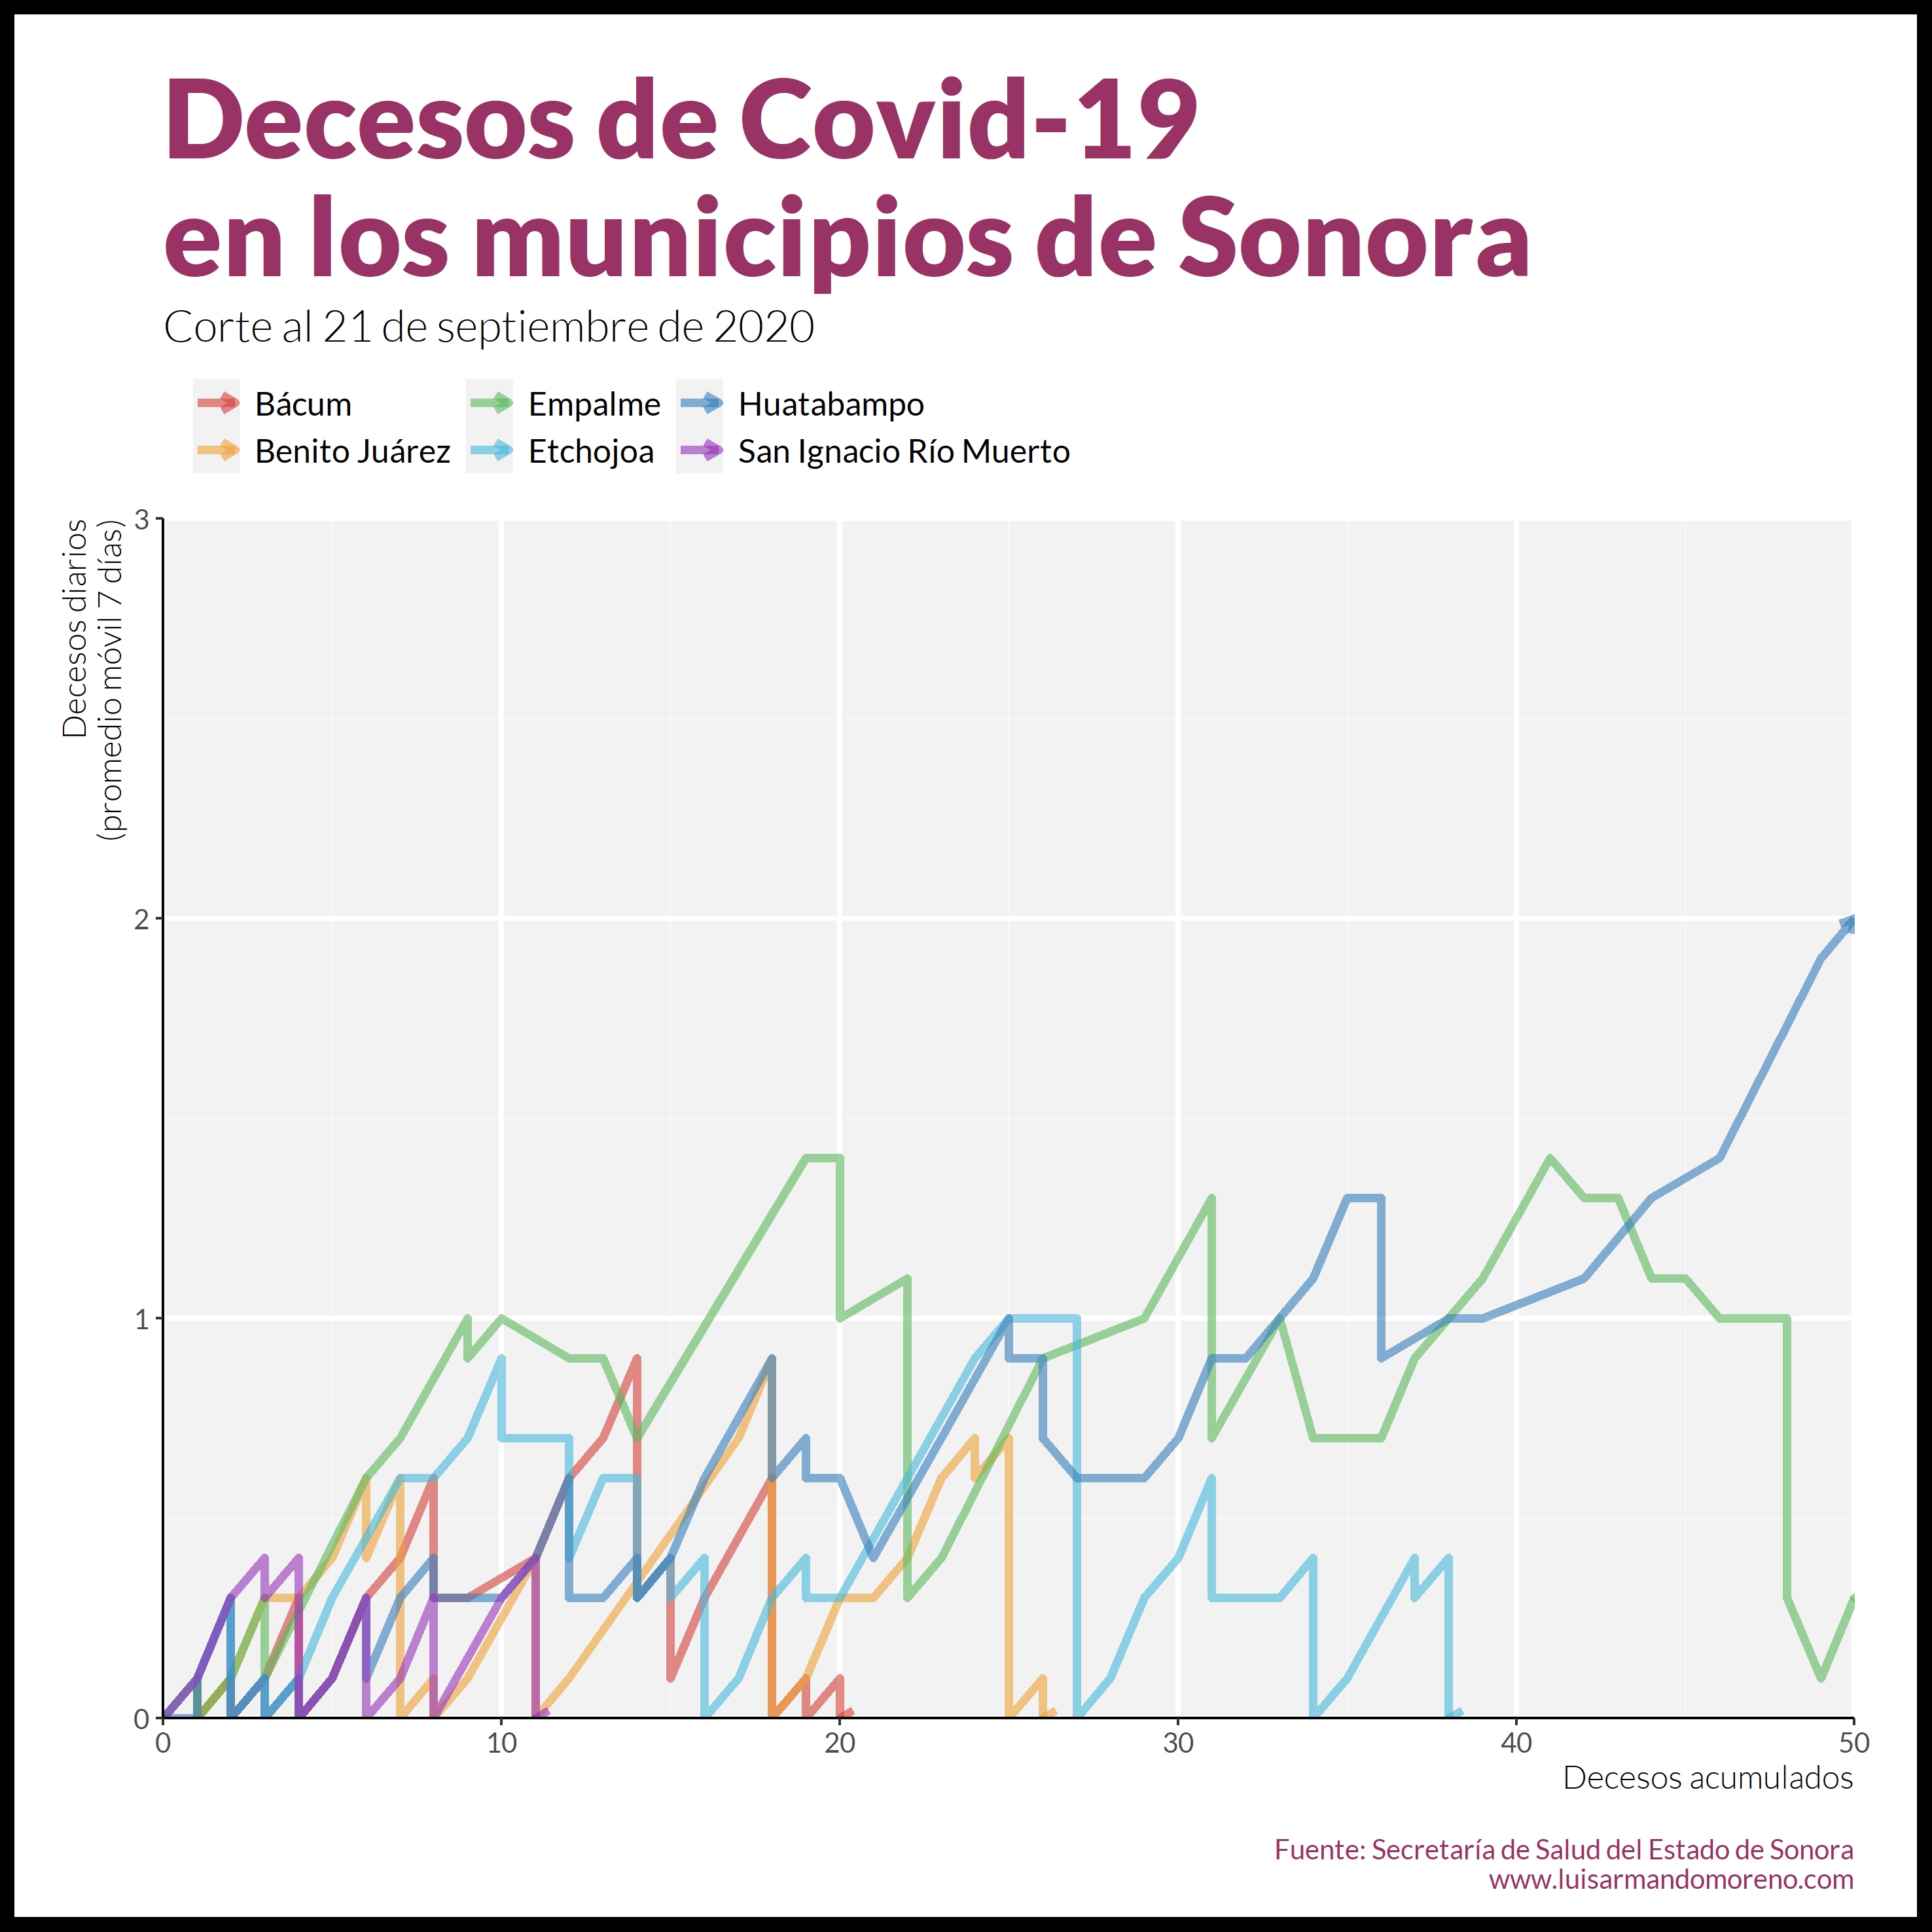 Decesos de Covid-19
en los municipios de Sonora
Corte al 21 de septiembre de 2020
Bácum
Empalme
Huatabampo
Benito Juárez
Etchojoa
San Ignacio Río Muerto
Decesos diarios
(promedio móvil 7 días)
3
2
1
0
0 10 20 30 40 50
Decesos acumulados
Fuente: Secretaría de Salud del Estado de Sonora
www.luisarmandomoreno.com